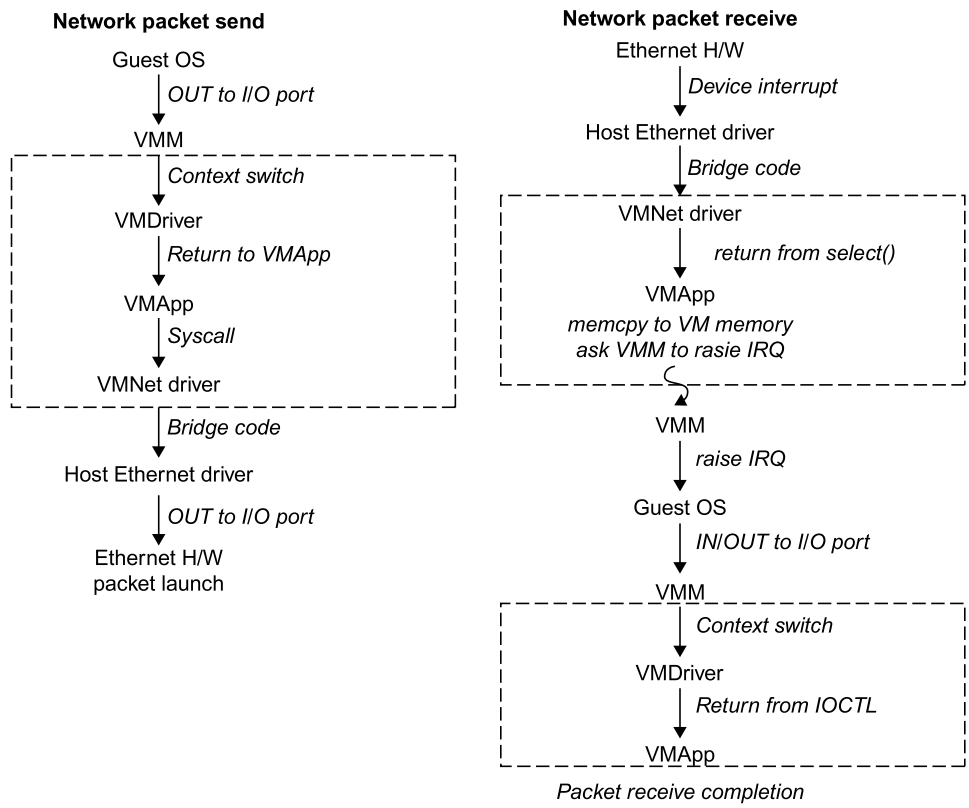 Network packet send
Guest OS
OUT to I/O port
VMM
Context switch
VMDriver
Return to VMApp
VMApp
Syscall
VMNet driver
Bridge code
Host Ethernet driver
OUT to I/O port
Ethernet H/W
packet launch
Network packet receive
Ethernet H/W
Device interrupt
Host Ethernet driver
Bridge code
VMNet driver
return from select()
VMApp
memcpy to VM memory
ask VMM to rasie IRQ
VMM
raise IRQ
Guest OS
IN/OUT to I/O port
VMM
Context switch
VMDriver
Return from IOCTL
VMApp
Packet receive completion